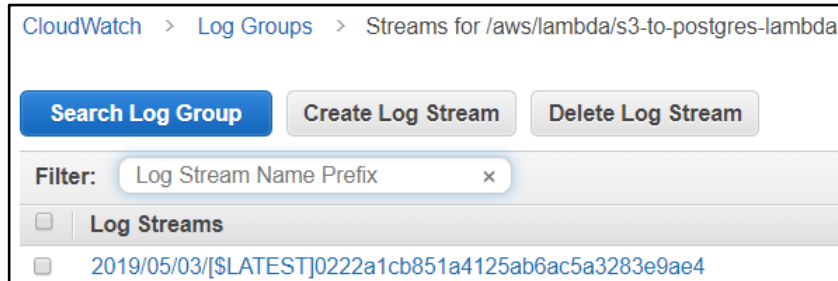 CloudWatch > Log Groups > Streams for /aws/lambda/s3-to-postgres-lambda
Search Log Group Create Log Stream Delete Log Stream
Filter: Log Stream Name Prefix ×
Log Streams
2019/05/03/[$LATEST]0222a1cb851a4125ab6ac5a3283e9ae4